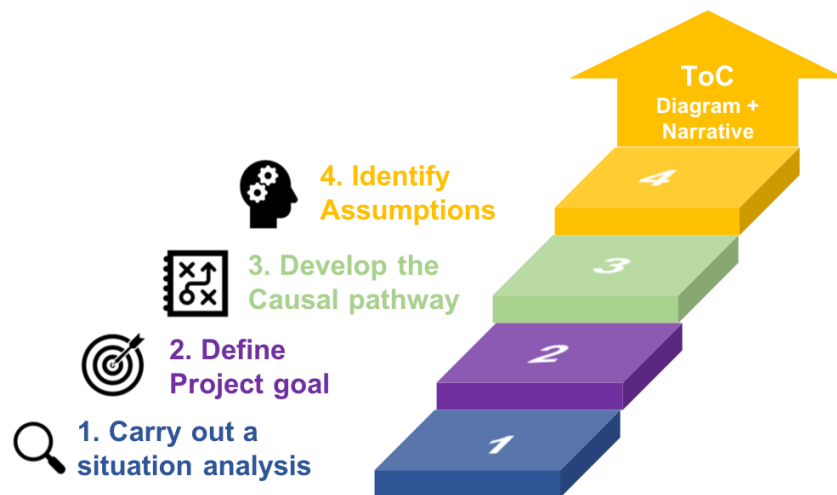 ToC
Diagram +
Narrative
4. Identify
Assumptions
4
3. Develop the
Causal pathway
3
2. Define
Project goal
2
1. Carry out a
situation analysis
1